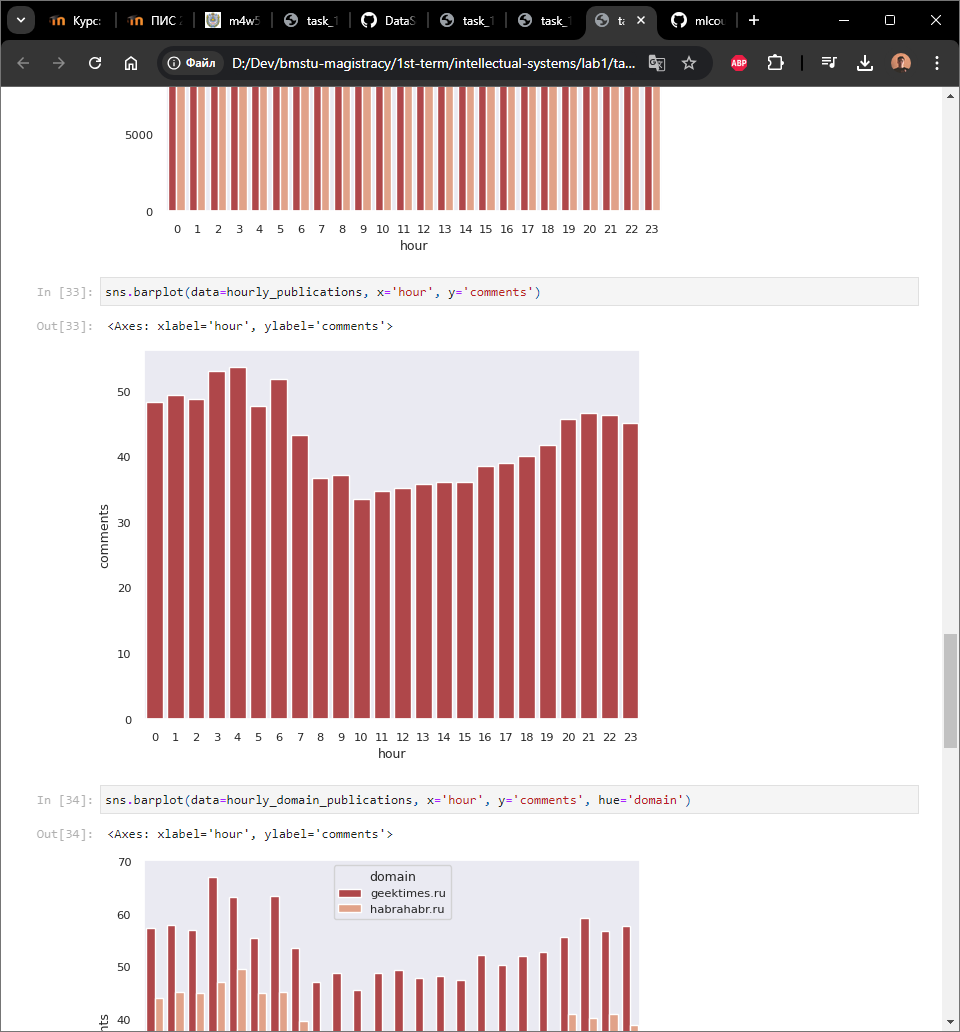 Курс:
ПИС
m4w5
task_1
DataS
task_1
task_1
ta
mlcou
Файл D:/Dev/bmstu-magistracy/1st-term/intellectual-systems/lab1/ta...
ABP
5000
0
0 1 2 3 4 5 6 7 8 9 10 11 12 13 14 15 16 17 18 19 20 21 22 23
hour
In [33]: sns.barplot(data=hourly_publications, x='hour', y='comments')
Out[33]: <Axes: xlabel='hour', ylabel='comments'>
50
40
30
20
10
0
comments
0 1 2 3 4 5 6 7 8 9 10 11 12 13 14 15 16 17 18 19 20 21 22 23
hour
In [34]: sns.barplot(data=hourly_domain_publications, x='hour', y='comments', hue='domain')
Out[34]: <Axes: xlabel='hour', ylabel='comments'>
70
60
50
40
domain
geektimes.ru
habrahabr.ru